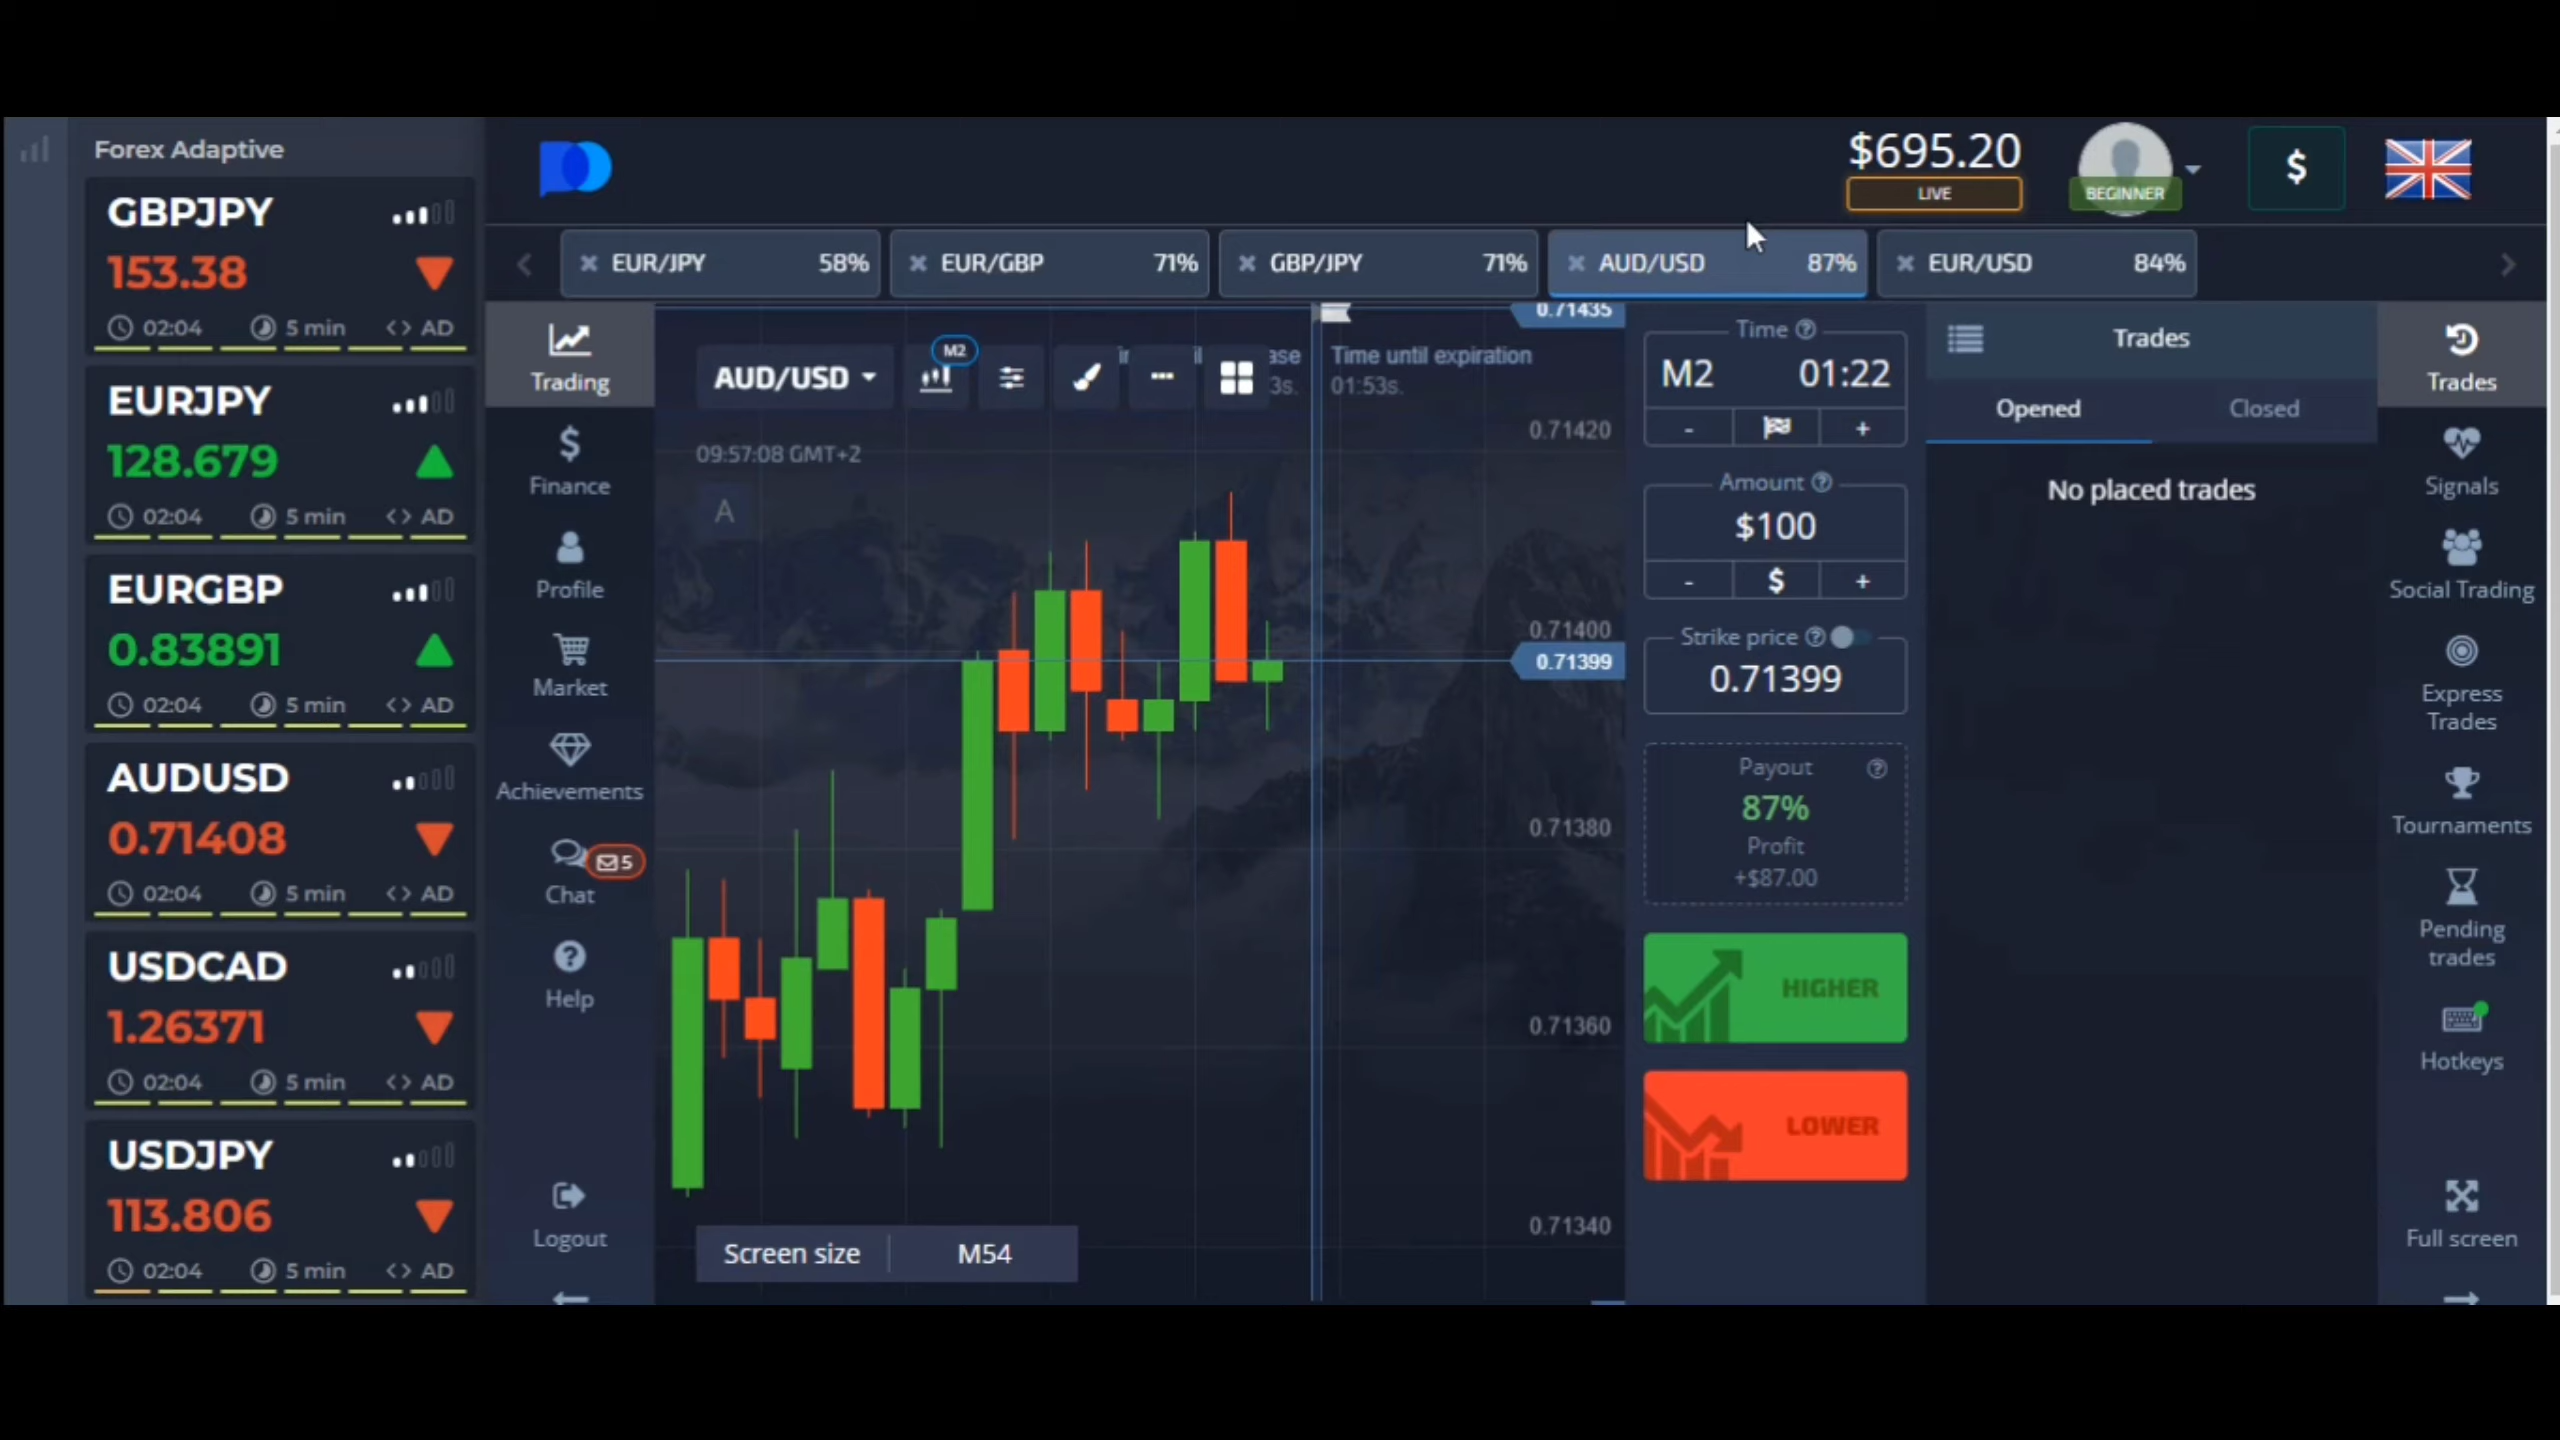 Forex Adaptive
GBPJPY
153.38
02:04 5 min <> AD
EURJPY
128.679
02:04 5 min <> AD
EURGBP
0.83891
02:04 5 min <> AD
AUDUSD
0.71408
02:04 5 min <> AD
USDCAD
1.26371
02:04 5 min <> AD
USDJPY
113.806
02:04 5 min <> AD
$695.20
LIVE
BEGINNER
$
EUR/JPY 58%
EUR/GBP 71%
GBP/JPY 71%
AUD/USD 87%
EUR/USD 84%
Trading
Finance
Profile
Market
Achievements
5
Chat
Help
Logout
AUD/USD
M2
Time until expiration
3s. 01:53s.
09:57:08 GMT+2
A
0.71435
0.71420
0.71400
0.71399
0.71380
0.71360
0.71340
Screen size M54
Time
M2 01:22
- +
Amount
$100
- $ +
Strike price
0.71399
Payout
87%
Profit
+$87.00
HIGHER
LOWER
Trades
Opened Closed
No placed trades
Trades
Signals
Social Trading
Express
Trades
Tournaments
Pending
trades
Hotkeys
Full screen